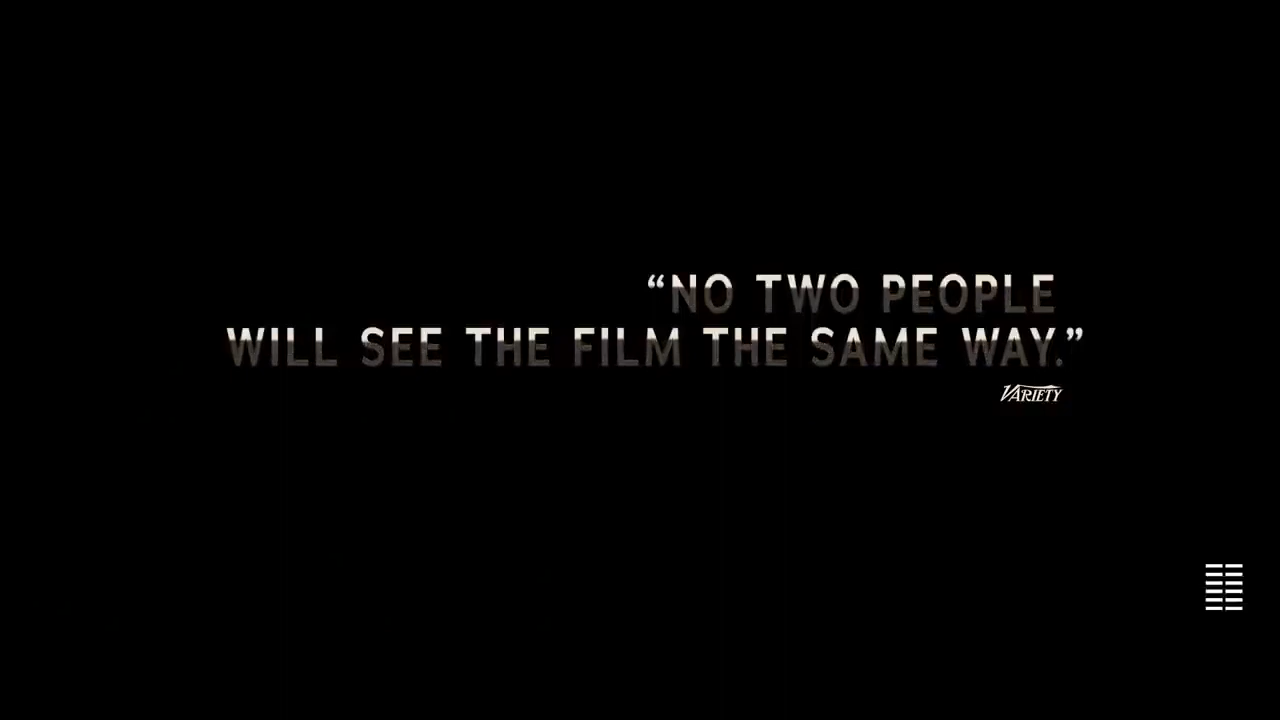 “NO TWO PEOPLE
WILL SEE THE FILM THE SAME WAY.”
VARIETY